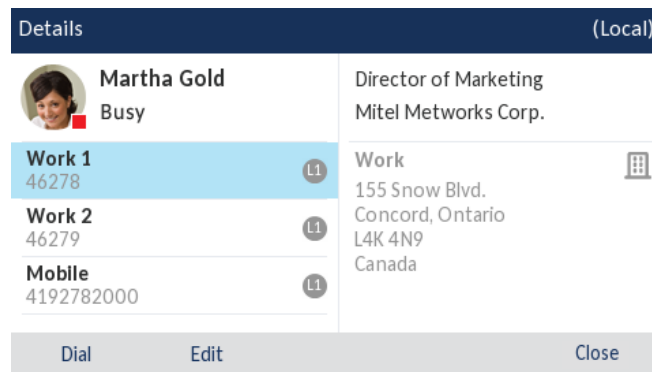 Details (Local)
Martha Gold
Busy
Work 1
46278
L1
Work 2
46279
L1
Mobile
4192782000
L1
Director of Marketing
Mitel Metworks Corp.
Work
155 Snow Blvd.
Concord, Ontario
L4K 4N9
Canada
Dial Edit Close